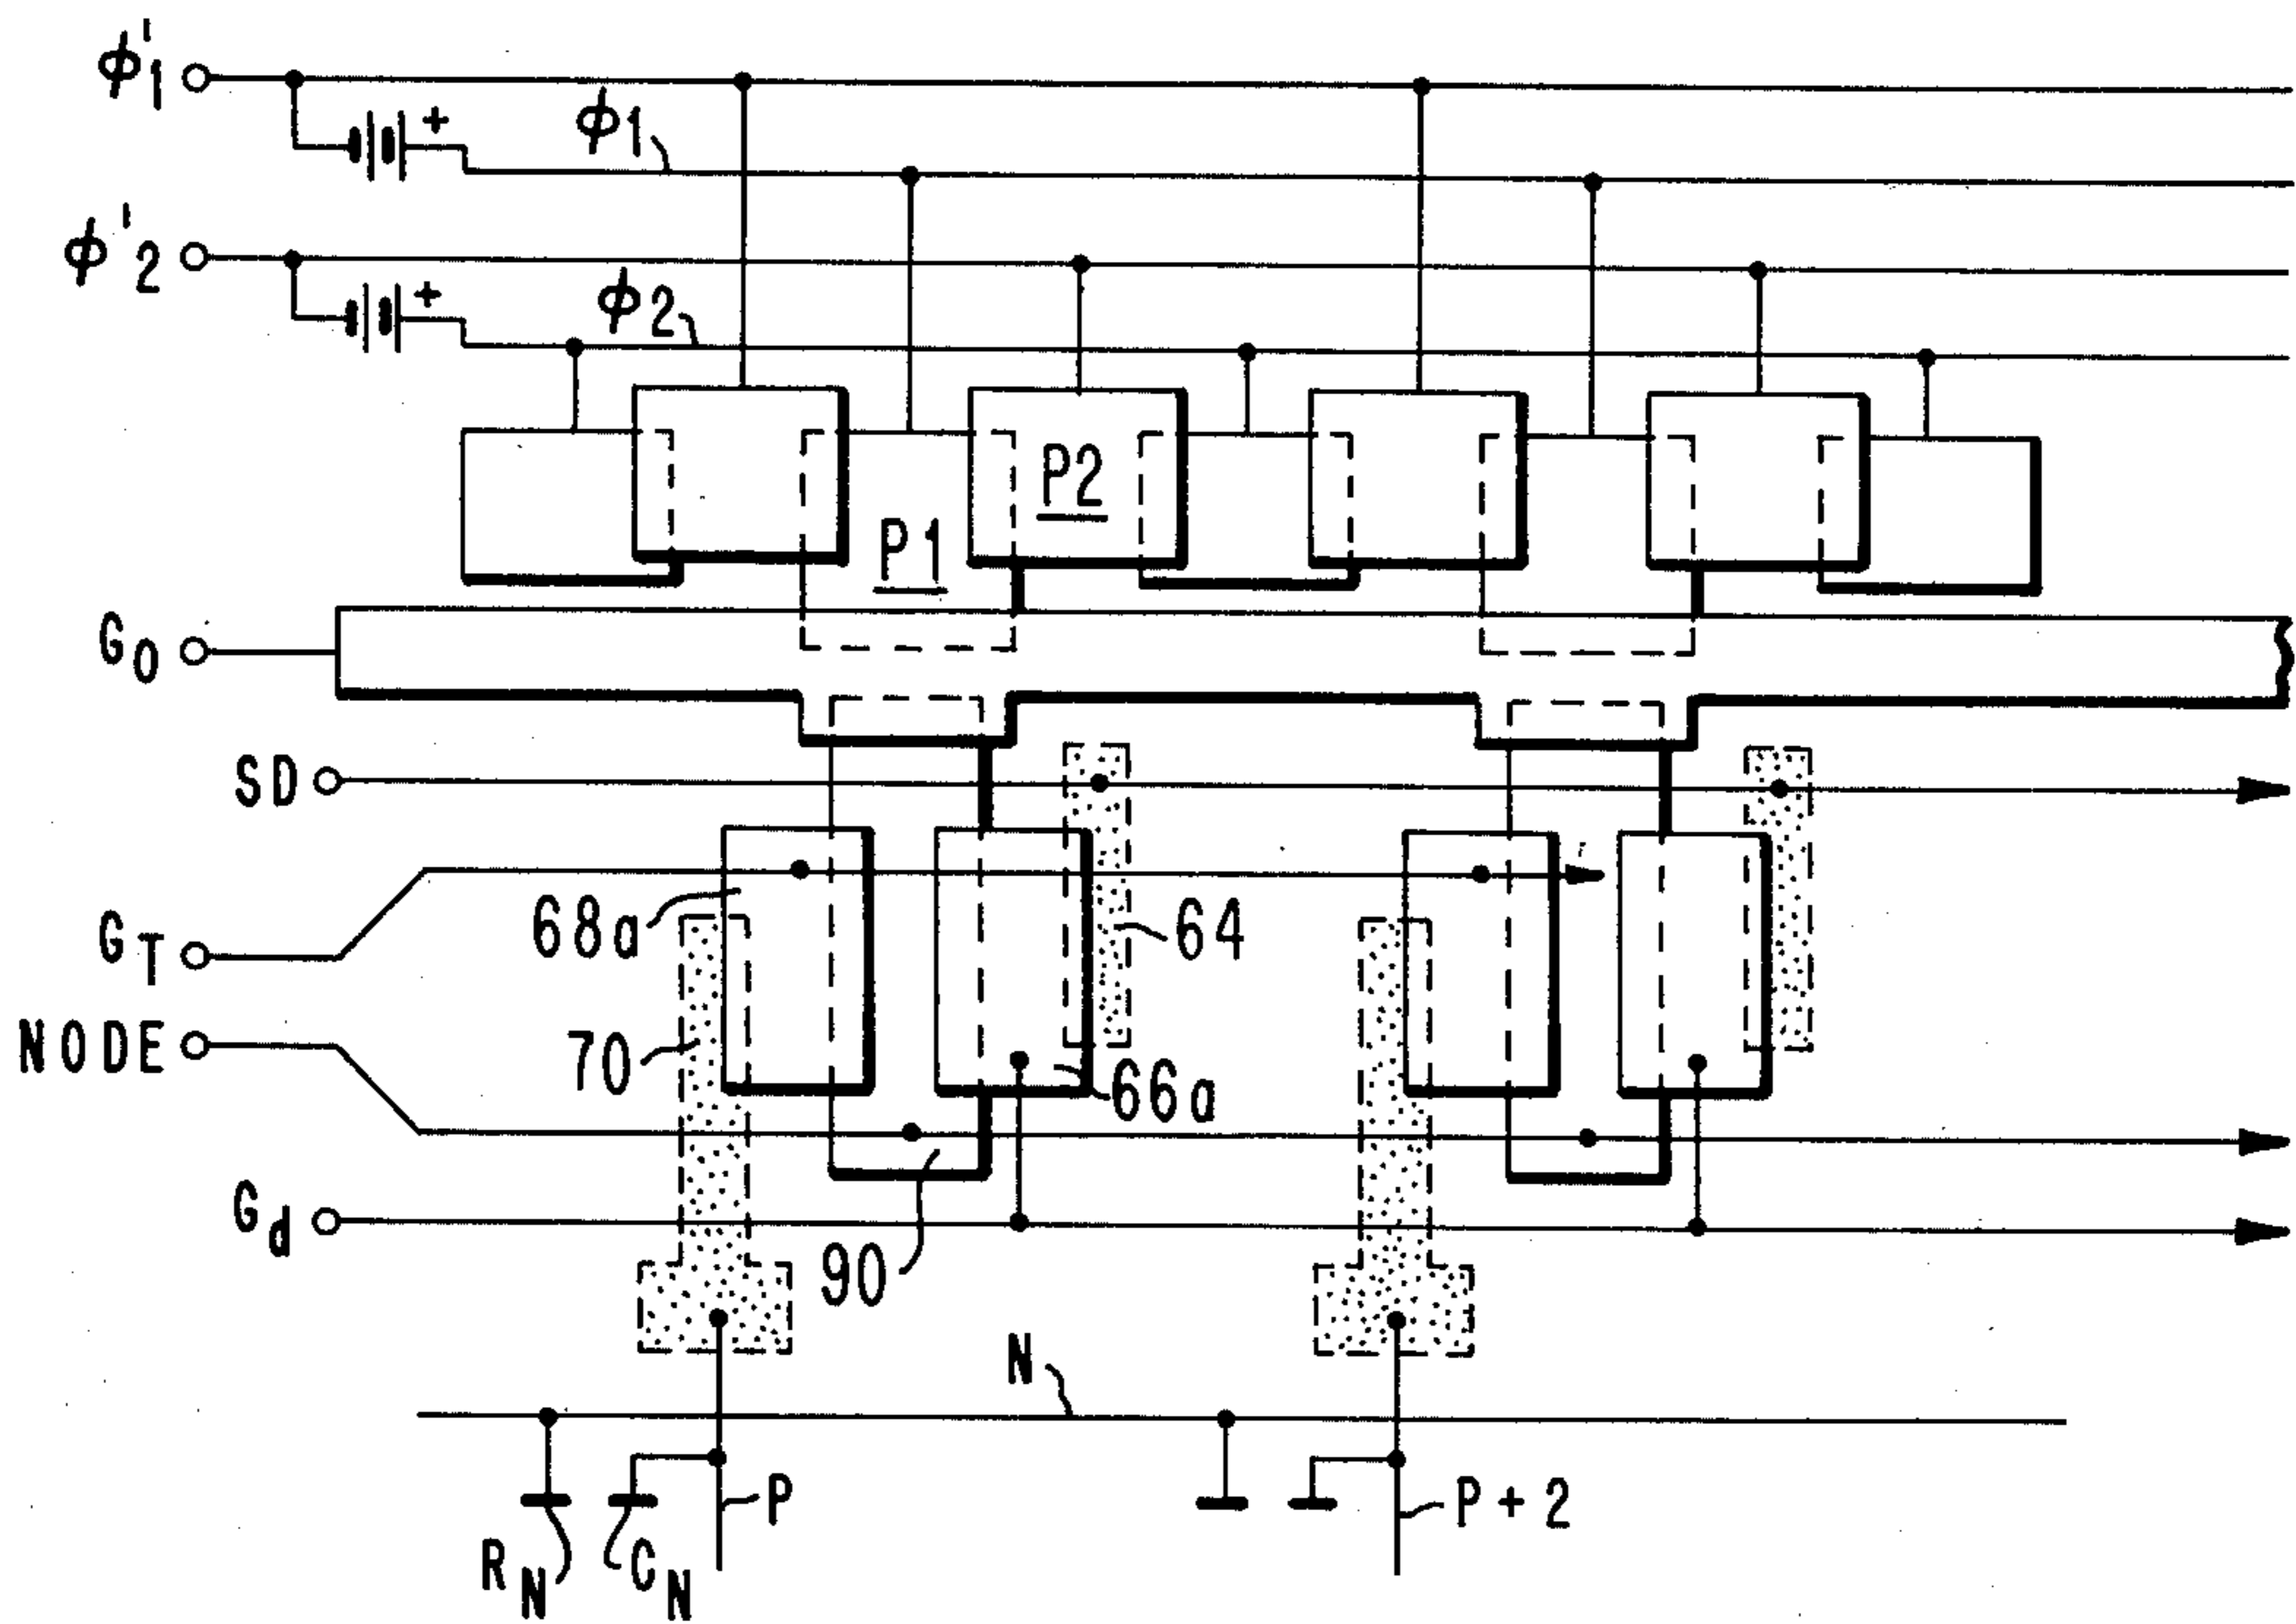 ϕ'1
+
ϕ1
ϕ'2
+
ϕ2
P2
P1
G0
SD
68a
64
GT
70
NODE
66a
Gd
90
N
P
P+2
RN
CN